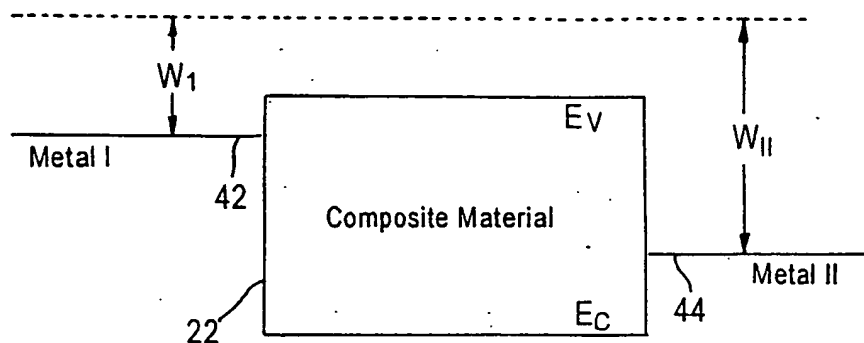 W1
EV
WII
Metal I
42
Composite Material
Metal II
22
EC
44